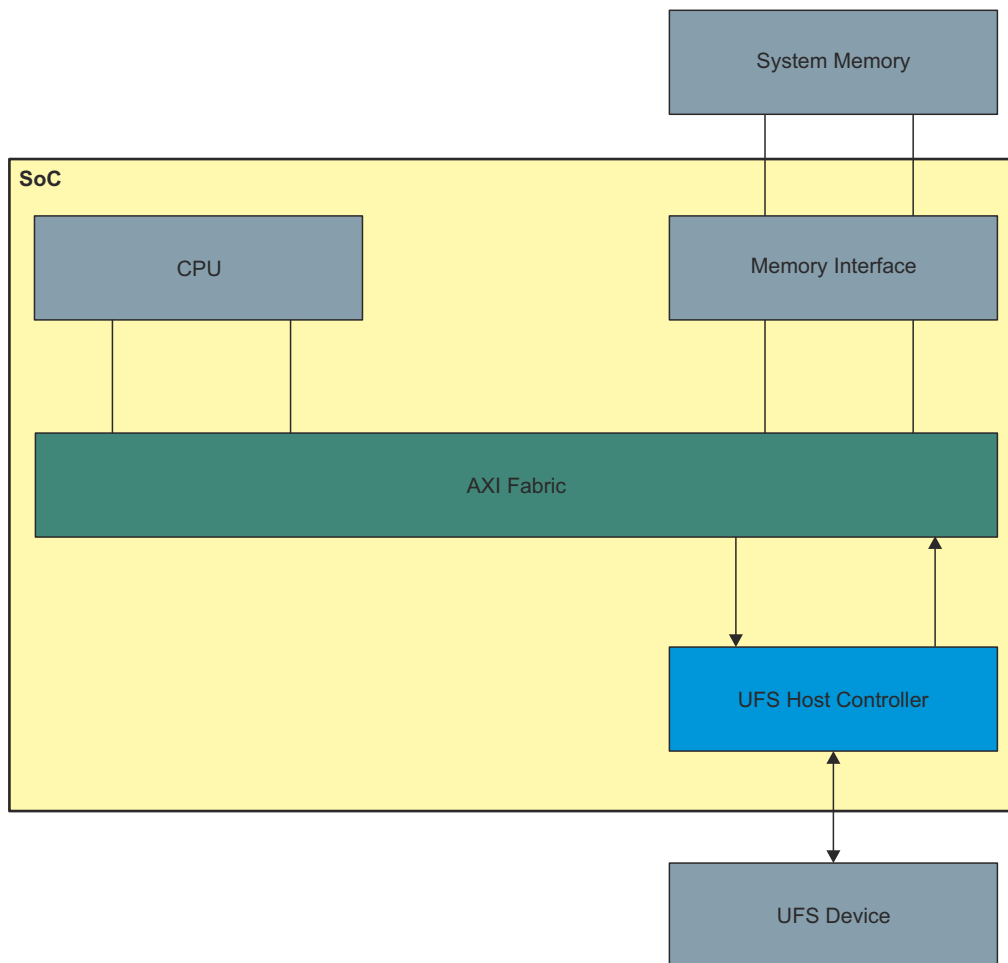 System Memory
SoC
CPU
Memory Interface
AXI Fabric
UFS Host Controller
UFS Device